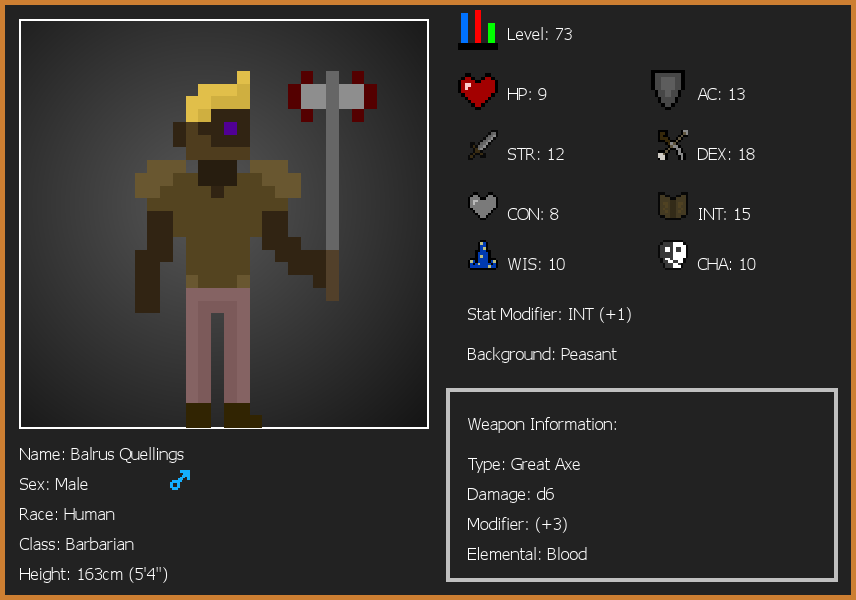 Level: 73
HP: 9
AC: 13
STR: 12
DEX: 18
CON: 8
INT: 15
WIS: 10
CHA: 10
Stat Modifier: INT (+1)
Background: Peasant
Weapon Information:
Type: Great Axe
Damage: d6
Modifier: (+3)
Elemental: Blood
Name: Balrus Quellings
Sex: Male
Race: Human
Class: Barbarian
Height: 163cm (5'4")